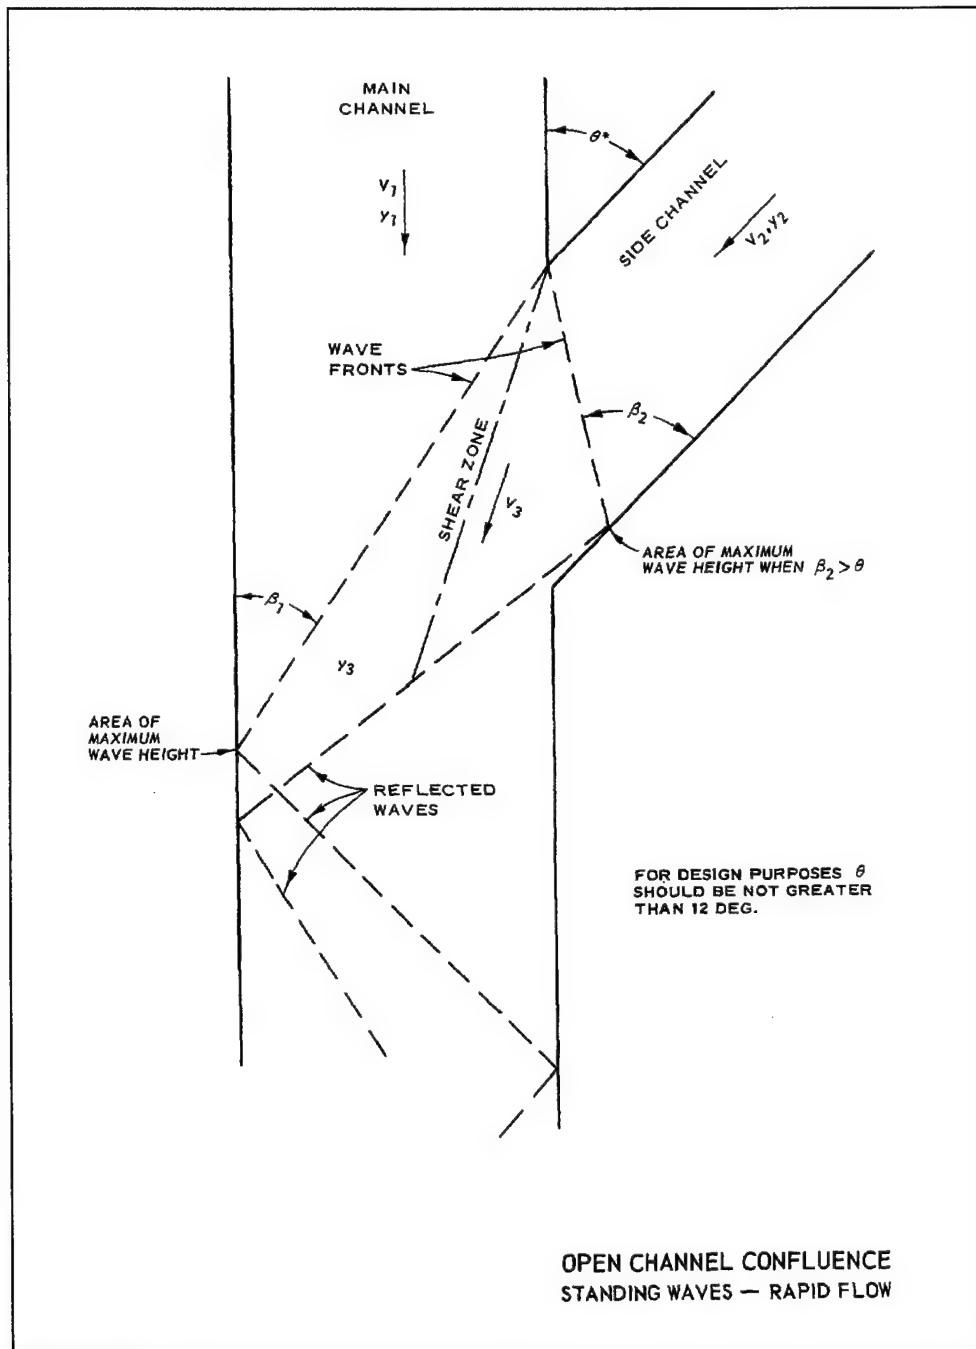 MAIN
CHANNEL
V1
y1
θ*
SIDE CHANNEL
V2, y2
WAVE
FRONTS
β2
SHEAR ZONE
V3
AREA OF MAXIMUM
WAVE HEIGHT WHEN β2 > θ
β1
y3
AREA OF
MAXIMUM
WAVE HEIGHT
REFLECTED
WAVES
FOR DESIGN PURPOSES θ
SHOULD BE NOT GREATER
THAN 12 DEG.
OPEN CHANNEL CONFLUENCE
STANDING WAVES — RAPID FLOW